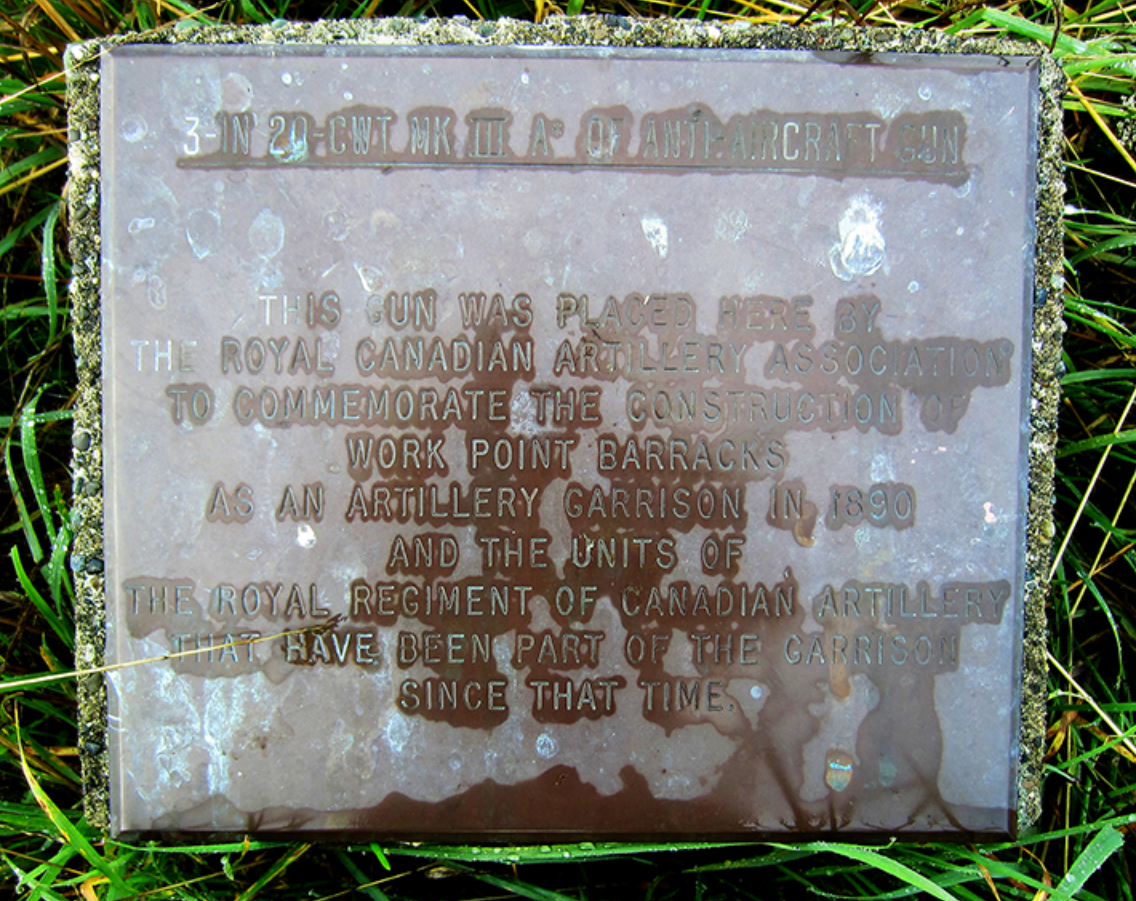 3-IN 20-CWT MK III A* OF ANTI-AIRCRAFT GUN
THIS GUN WAS PLACED HERE BY
THE ROYAL CANADIAN ARTILLERY ASSOCIATION
TO COMMEMORATE THE CONSTRUCTION OF
WORK POINT BARRACKS
AS AN ARTILLERY GARRISON IN 1890
AND THE UNITS OF
THE ROYAL REGIMENT OF CANADIAN ARTILLERY
THAT HAVE BEEN PART OF THE GARRISON
SINCE THAT TIME.